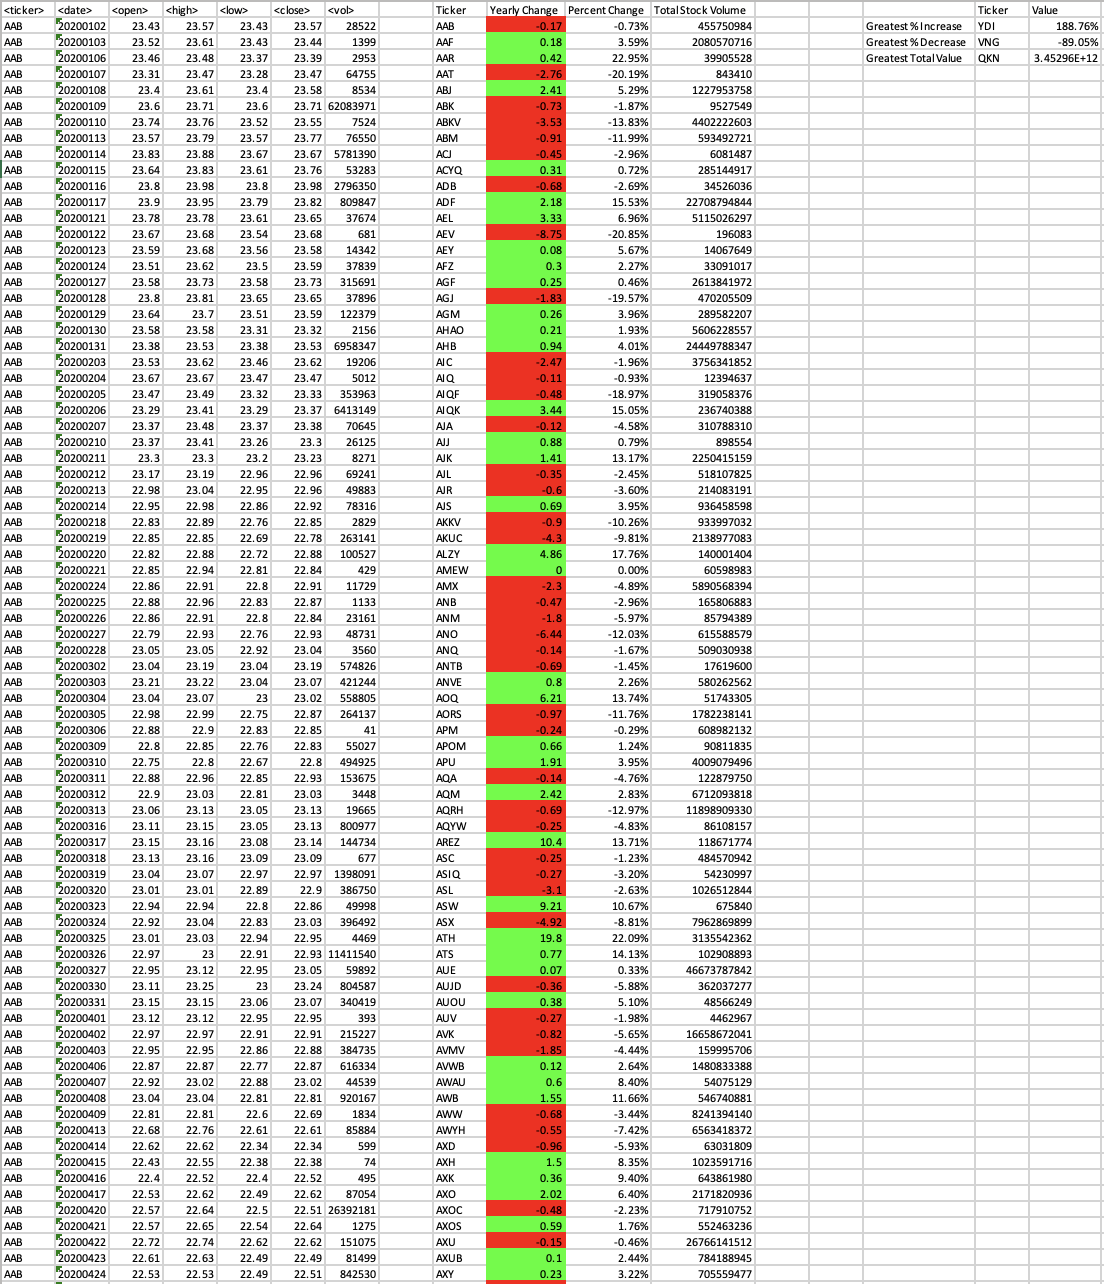 <ticker> <date> <open> <high> <low> <close> <vol> Ticker Yearly Change Percent Change Total Stock Volume Ticker Value
AAB 20200102 23.43 23.57 23.43 23.57 28522 AAB -0.17 -0.73% 455750984 Greatest % Increase YDI 188.76%
AAB 20200103 23.52 23.61 23.43 23.44 1399 AAF 0.18 3.59% 2080570716 Greatest % Decrease VNG -89.05%
AAB 20200106 23.46 23.48 23.37 23.39 2953 AAR 0.42 22.95% 39905528 Greatest Total Value QKN 3.45296E+12
AAB 20200107 23.31 23.47 23.28 23.47 64755 AAT -2.76 -20.19% 843410
AAB 20200108 23.4 23.61 23.4 23.58 8534 ABJ 2.41 5.29% 1227953758
AAB 20200109 23.6 23.71 23.6 23.71 62083971 ABK -0.73 -1.87% 9527549
AAB 20200110 23.74 23.76 23.52 23.55 7524 ABKV -3.53 -13.83% 4402222603
AAB 20200113 23.57 23.79 23.57 23.77 76550 ABM -0.91 -11.99% 593492721
AAB 20200114 23.83 23.88 23.67 23.67 5781390 ACJ -0.45 -2.96% 6081487
AAB 20200115 23.64 23.83 23.61 23.76 53283 ACYQ 0.31 0.72% 285144917
AAB 20200116 23.8 23.98 23.8 23.98 2796350 ADB -0.68 -2.69% 34526036
AAB 20200117 23.9 23.95 23.79 23.82 809847 ADF 2.18 15.53% 22708794844
AAB 20200121 23.78 23.78 23.61 23.65 37674 AEL 3.33 6.96% 5115026297
AAB 20200122 23.67 23.68 23.54 23.68 681 AEV -8.75 -20.85% 196083
AAB 20200123 23.59 23.68 23.56 23.58 14342 AEY 0.08 5.67% 14067649
AAB 20200124 23.51 23.62 23.5 23.59 37839 AFZ 0.3 2.27% 33091017
AAB 20200127 23.58 23.73 23.58 23.73 315691 AGF 0.25 0.46% 2613841972
AAB 20200128 23.8 23.81 23.65 23.65 37896 AGJ -1.83 -19.57% 470205509
AAB 20200129 23.64 23.7 23.51 23.59 122379 AGM 0.26 3.96% 289582207
AAB 20200130 23.58 23.58 23.31 23.32 2156 AHAO 0.21 1.93% 5606228557
AAB 20200131 23.38 23.53 23.38 23.53 6958347 AHB 0.94 4.01% 24449788347
AAB 20200203 23.53 23.62 23.46 23.62 19206 AIC -2.47 -1.96% 3756341852
AAB 20200204 23.67 23.67 23.47 23.47 5012 AIQ -0.11 -0.93% 12394637
AAB 20200205 23.47 23.49 23.32 23.33 353963 AIQF -0.48 -18.97% 319058376
AAB 20200206 23.29 23.41 23.29 23.37 6413149 AIQK 3.44 15.05% 236740388
AAB 20200207 23.37 23.48 23.37 23.38 70645 AJA -0.12 -4.58% 310788310
AAB 20200210 23.37 23.41 23.26 23.3 26125 AJJ 0.88 0.79% 898554
AAB 20200211 23.3 23.3 23.2 23.23 8271 AJK 1.41 13.17% 2250415159
AAB 20200212 23.17 23.19 22.96 22.96 69241 AJL -0.35 -2.45% 518107825
AAB 20200213 22.98 23.04 22.95 22.96 49883 AJR -0.6 -3.60% 214083191
AAB 20200214 22.95 22.98 22.86 22.92 78316 AJS 0.69 3.95% 936458598
AAB 20200218 22.83 22.89 22.76 22.85 2829 AKKV -0.9 -10.26% 933997032
AAB 20200219 22.85 22.85 22.69 22.78 263141 AKUC -4.3 -9.81% 2138977083
AAB 20200220 22.82 22.88 22.72 22.88 100527 ALZY 4.86 17.76% 140001404
AAB 20200221 22.85 22.94 22.81 22.84 429 AMEW 0 0.00% 60598983
AAB 20200224 22.86 22.91 22.8 22.91 11729 AMX -2.3 -4.89% 5890568394
AAB 20200225 22.88 22.96 22.83 22.87 1133 ANB -0.47 -2.96% 165806883
AAB 20200226 22.86 22.91 22.8 22.84 23161 ANM -1.8 -5.97% 85794389
AAB 20200227 22.79 22.93 22.76 22.93 48731 ANO -6.44 -12.03% 615588579
AAB 20200228 23.05 23.05 22.92 23.04 3560 ANQ -0.14 -1.67% 509030938
AAB 20200302 23.04 23.19 23.04 23.19 574826 ANTB -0.69 -1.45% 17619600
AAB 20200303 23.21 23.22 23.04 23.07 421244 ANVE 0.8 2.26% 580262562
AAB 20200304 23.04 23.07 23 23.02 558805 AOQ 6.21 13.74% 51743305
AAB 20200305 22.98 22.99 22.75 22.87 264137 AORS -0.97 -11.76% 1782238141
AAB 20200306 22.88 22.9 22.83 22.85 41 APM -0.24 -0.29% 608982132
AAB 20200309 22.8 22.85 22.76 22.83 55027 APOM 0.66 1.24% 90811835
AAB 20200310 22.75 22.8 22.67 22.8 494925 APU 1.91 3.95% 4009079496
AAB 20200311 22.88 22.96 22.85 22.93 153675 AQA -0.14 -4.76% 122879750
AAB 20200312 22.9 23.03 22.81 23.03 3448 AQM 2.42 2.83% 6712093818
AAB 20200313 23.06 23.13 23.05 23.13 19665 AQRH -0.69 -12.97% 11898909330
AAB 20200316 23.11 23.15 23.05 23.13 800977 AQYW -0.25 -4.83% 86108157
AAB 20200317 23.15 23.16 23.08 23.14 144734 AREZ 10.4 13.71% 118671774
AAB 20200318 23.13 23.16 23.09 23.09 677 ASC -0.25 -1.23% 484570942
AAB 20200319 23.04 23.07 22.97 22.97 1398091 ASIQ -0.27 -3.20% 54230997
AAB 20200320 23.01 23.01 22.89 22.9 386750 ASL -3.1 -2.63% 1026512844
AAB 20200323 22.94 22.94 22.8 22.86 49998 ASW 9.21 10.67% 675840
AAB 20200324 22.92 23.04 22.83 23.03 396492 ASX -4.92 -8.81% 7962869899
AAB 20200325 23.01 23.03 22.94 22.95 4469 ATH 19.8 22.09% 3135542362
AAB 20200326 22.97 23 22.91 22.93 11411540 ATS 0.77 14.13% 102908893
AAB 20200327 22.95 23.12 22.95 23.05 59892 AUE 0.07 0.33% 46673787842
AAB 20200330 23.11 23.25 23 23.24 804587 AUJD -0.36 -5.88% 362037277
AAB 20200331 23.15 23.15 23.06 23.07 340419 AUOU 0.38 5.10% 48566249
AAB 20200401 23.12 23.12 22.95 22.95 393 AUV -0.27 -1.98% 4462967
AAB 20200402 22.97 22.97 22.91 22.91 215227 AVK -0.82 -5.65% 16658672041
AAB 20200403 22.95 22.95 22.86 22.88 384735 AVMV -1.85 -4.44% 159995706
AAB 20200406 22.87 22.87 22.77 22.87 616334 AVWB 0.12 2.64% 1480833388
AAB 20200407 22.92 23.02 22.88 23.02 44539 AWAU 0.6 8.40% 54075129
AAB 20200408 23.04 23.04 22.81 22.81 920167 AWB 1.55 11.66% 546740881
AAB 20200409 22.81 22.81 22.6 22.69 1834 AWW -0.68 -3.44% 8241394140
AAB 20200413 22.68 22.76 22.61 22.61 85884 AWYH -0.55 -7.42% 6563418372
AAB 20200414 22.62 22.62 22.34 22.34 599 AXD -0.96 -5.93% 63031809
AAB 20200415 22.43 22.55 22.38 22.38 74 AXH 1.5 8.35% 1023591716
AAB 20200416 22.4 22.52 22.4 22.52 495 AXK 0.36 9.40% 643861980
AAB 20200417 22.53 22.62 22.49 22.62 87054 AXO 2.02 6.40% 2171820936
AAB 20200420 22.57 22.64 22.5 22.51 26392181 AXOC -0.48 -2.23% 717910752
AAB 20200421 22.57 22.65 22.54 22.64 1275 AXOS 0.59 1.76% 552463236
AAB 20200422 22.72 22.74 22.62 22.62 151075 AXU -0.15 -0.46% 26766141512
AAB 20200423 22.61 22.63 22.49 22.49 81499 AXUB 0.1 2.44% 784188945
AAB 20200424 22.53 22.53 22.49 22.51 842530 AXY 0.23 3.22% 705559477